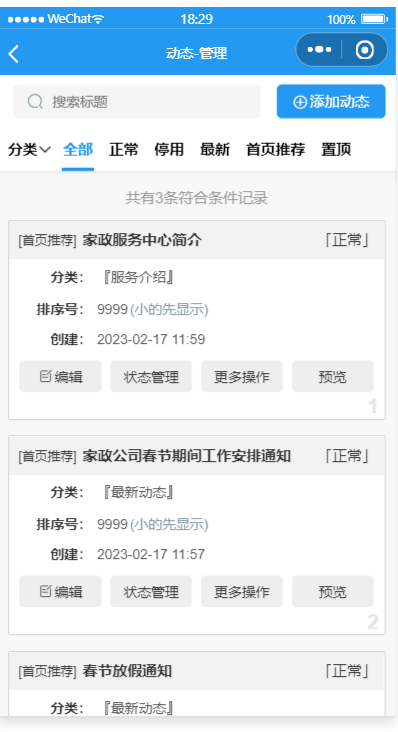 WeChat 18:29 100%
动态-管理
搜索标题 添加动态
分类 全部 正常 停用 最新 首页推荐 置顶
共有3条符合条件记录
[首页推荐] 家政服务中心简介 「正常」
分类: 『服务介绍』
排序号: 9999 (小的先显示)
创建: 2023-02-17 11:59
编辑 状态管理 更多操作 预览
1
[首页推荐] 家政公司春节期间工作安排通知 「正常」
分类: 『最新动态』
排序号: 9999 (小的先显示)
创建: 2023-02-17 11:57
编辑 状态管理 更多操作 预览
2
[首页推荐] 春节放假通知 「正常」
分类: 『最新动态』